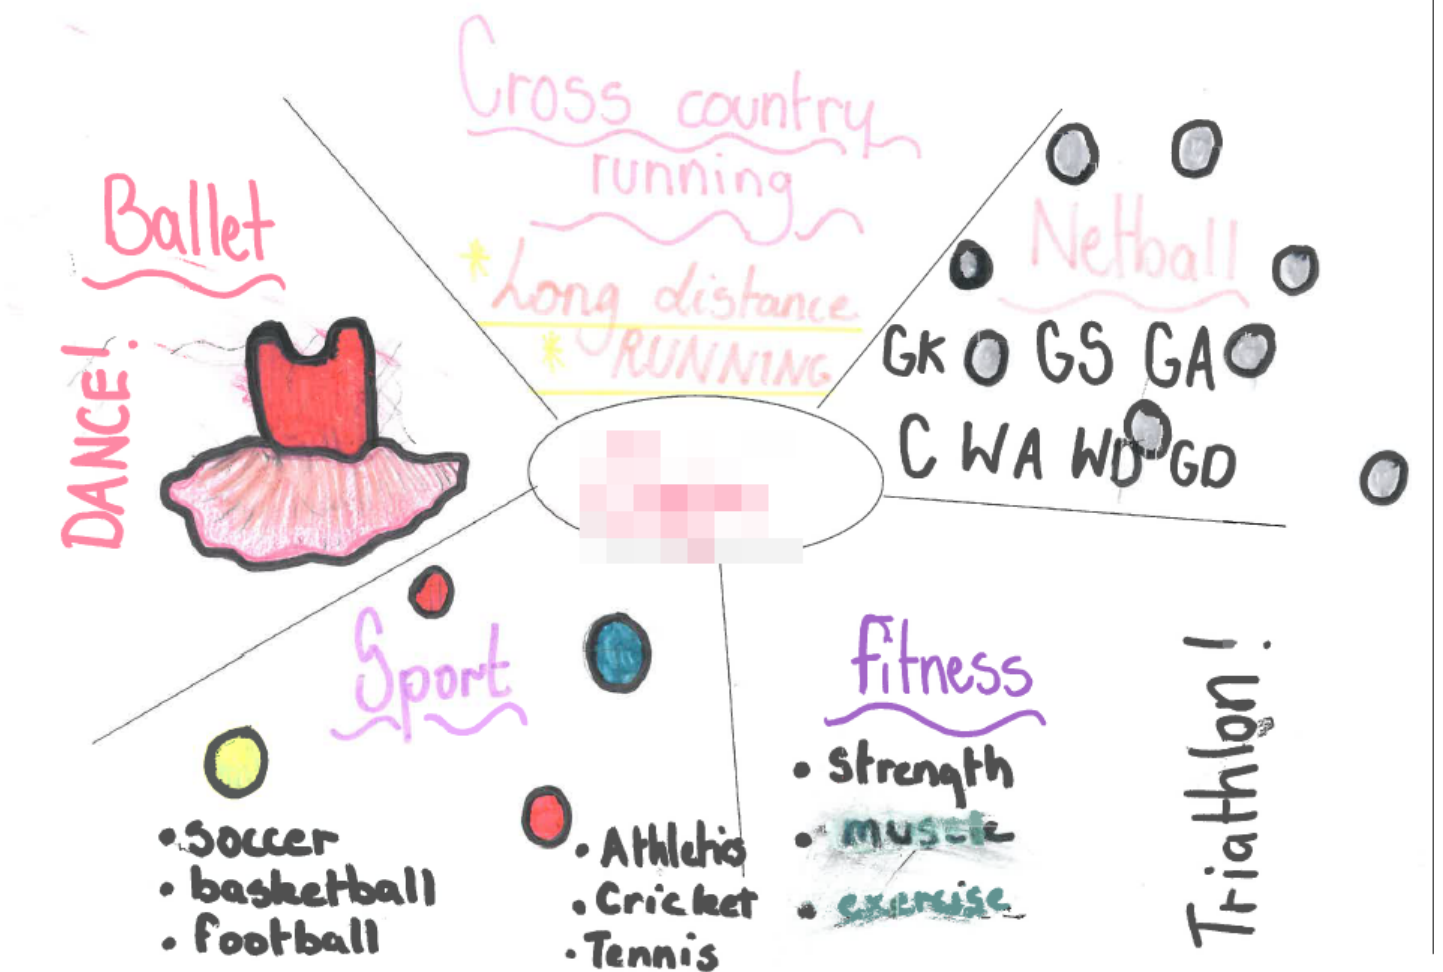 Cross country
running
* Long distance
* RUNNING
Ballet
DANCE!
Netball
GK GS GA
C WA WD GD
Sport
• soccer
• basketball
• football
• Athletics
• Cricket
• Tennis
fitness
• strength
• muscle
• exercise
Triathlon!